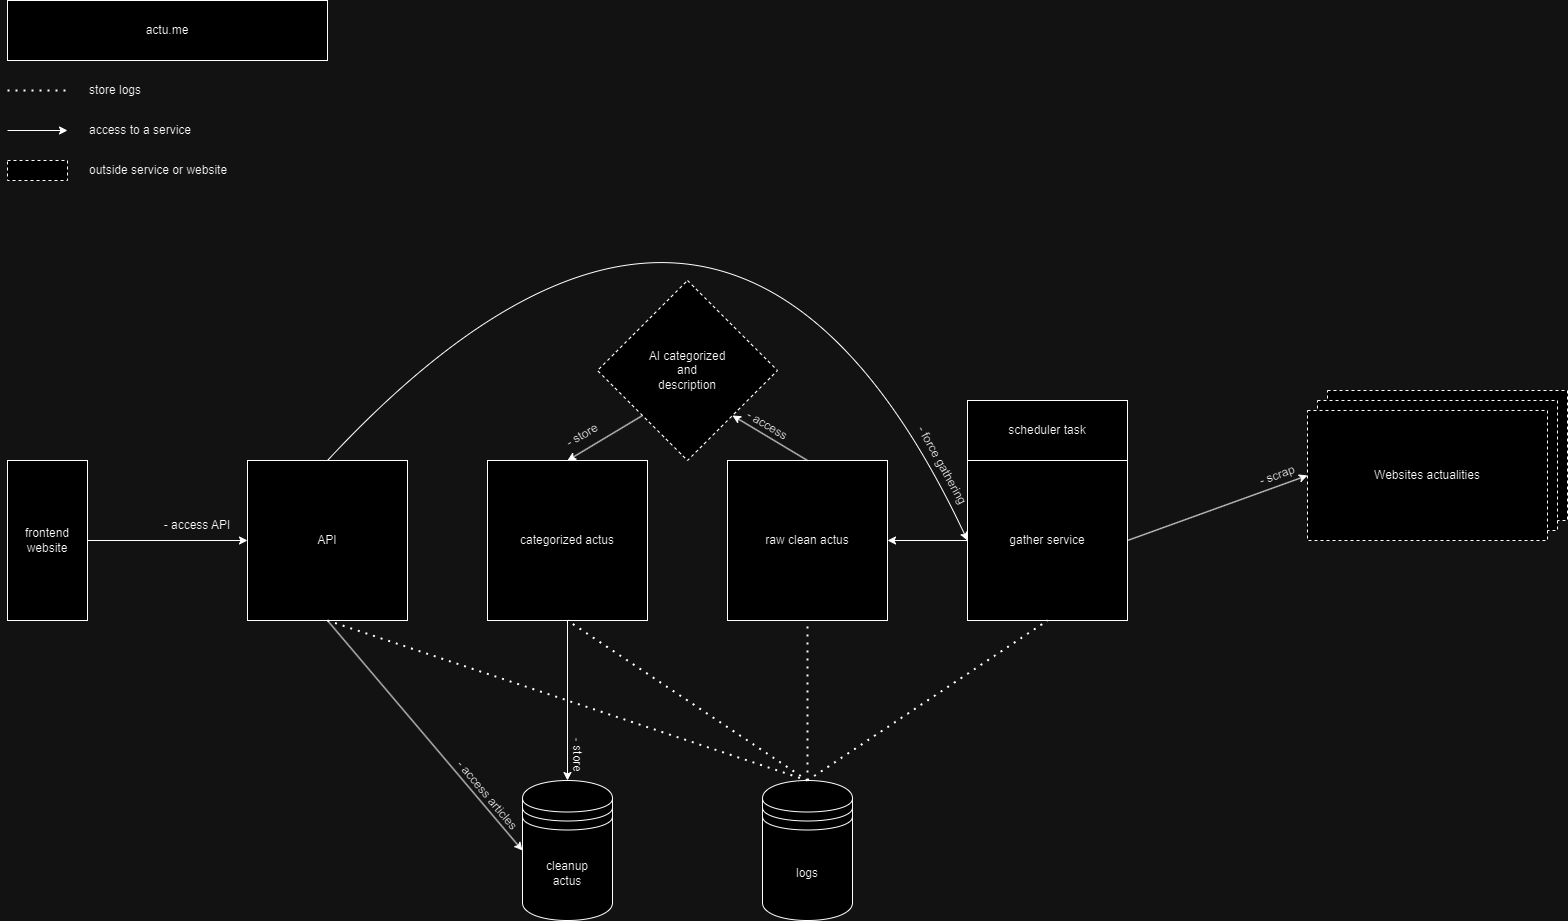 actu.me
store logs
access to a service
outside service or website
AI categorized
and
description
- store
- access
- force gathering
scheduler task
- scrap
Websites actualities
frontend
website
- access API
API
categorized actus
raw clean actus
gather service
- store
- access articles
cleanup
actus
logs